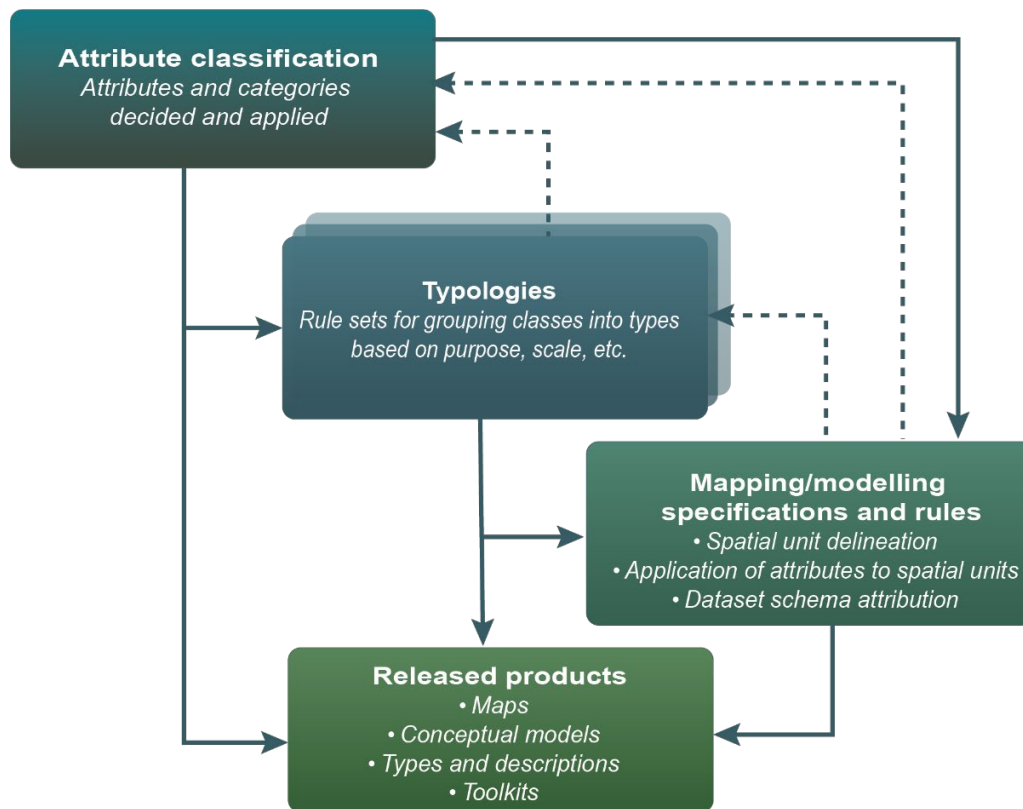 Attribute classification
Attributes and categories
decided and applied
Typologies
Rule sets for grouping classes into types
based on purpose, scale, etc.
Mapping/modelling
specifications and rules
• Spatial unit delineation
• Application of attributes to spatial units
• Dataset schema attribution
Released products
• Maps
• Conceptual models
• Types and descriptions
• Toolkits